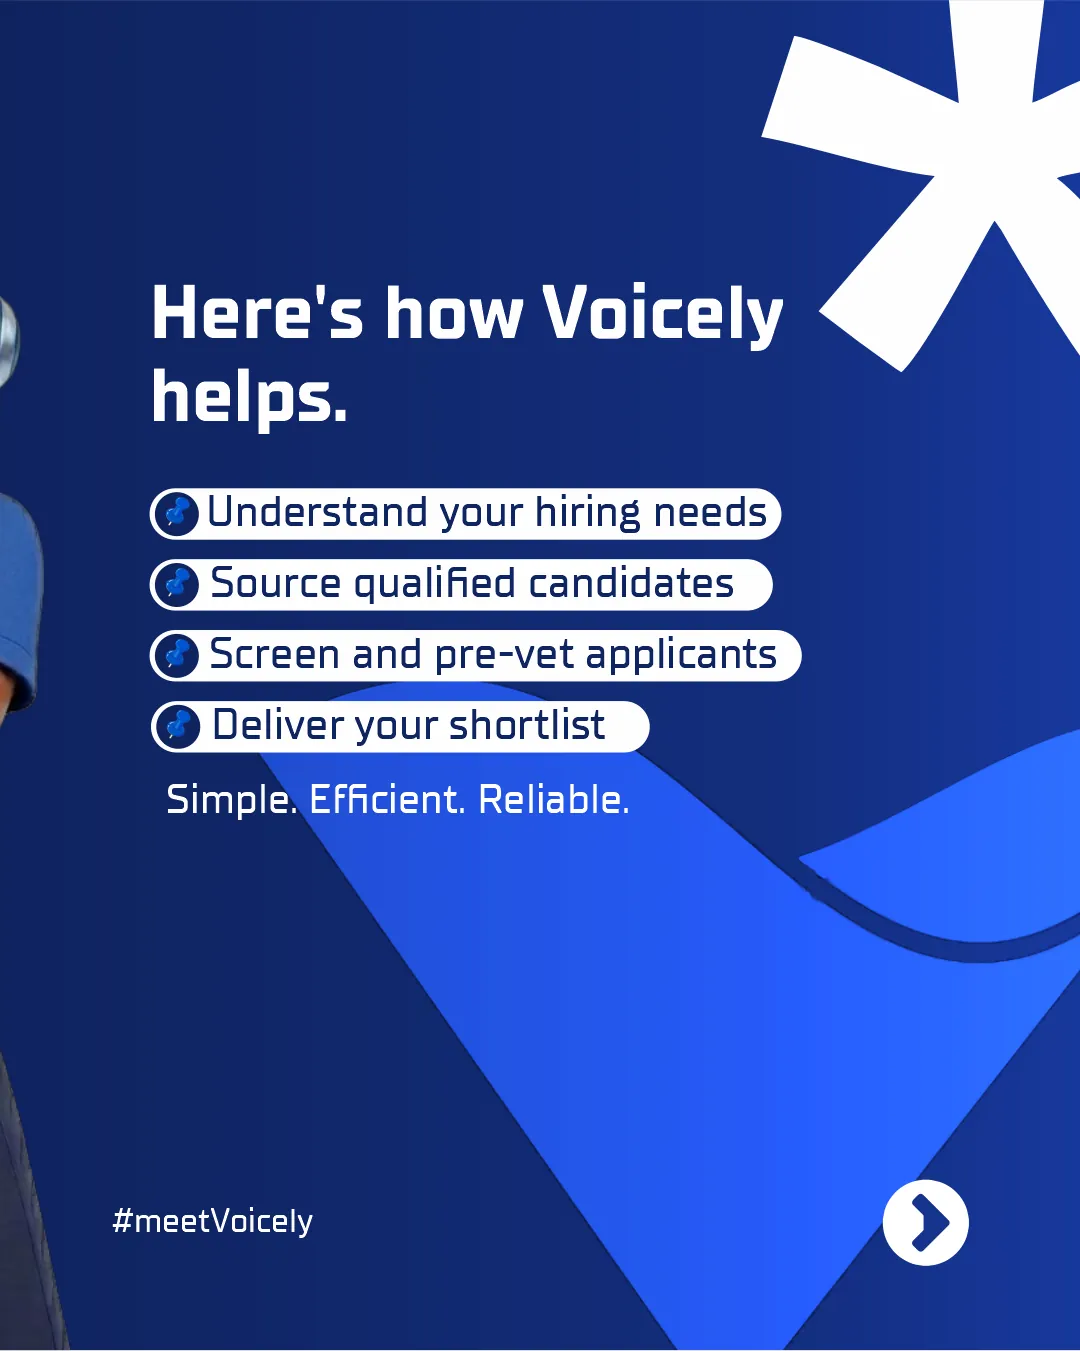 Here's how Voicely
helps.
Understand your hiring needs
Source qualified candidates
Screen and pre-vet applicants
Deliver your shortlist
Simple. Efficient. Reliable.
#meetVoicely